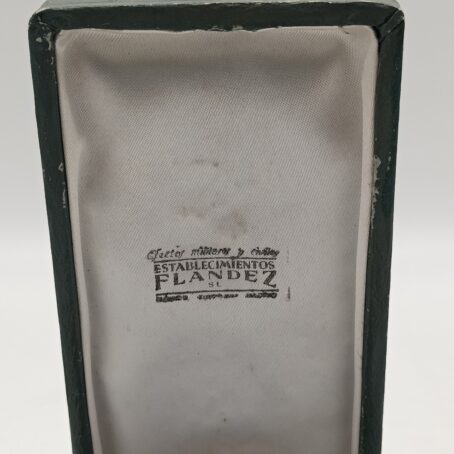 Efectos militares y civiles
ESTABLECIMIENTOS
FLANDEZ
S L